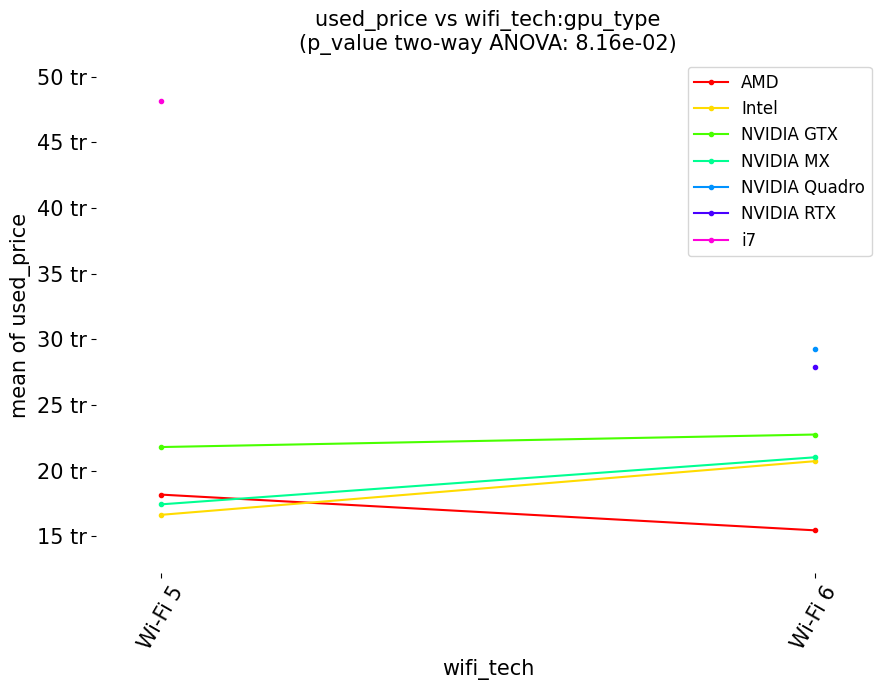 used_price vs wifi_tech:gpu_type
(p_value two-way ANOVA: 8.16e-02)
50 tr
45 tr
40 tr
35 tr
30 tr
25 tr
20 tr
15 tr
mean of used_price
AMD
Intel
NVIDIA GTX
NVIDIA MX
NVIDIA Quadro
NVIDIA RTX
i7
Wi-Fi 5
Wi-Fi 6
wifi_tech